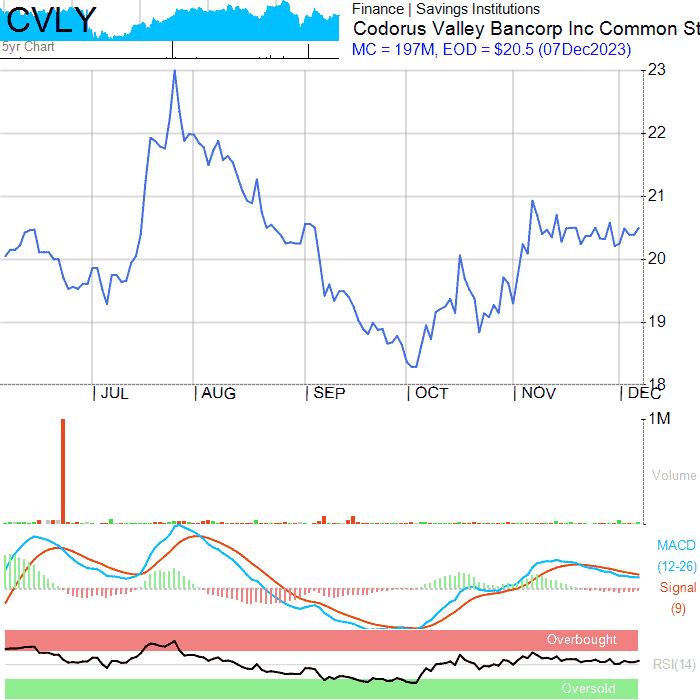 CVLY
5yr Chart
Finance | Savings Institutions
Codorus Valley Bancorp Inc Common St
MC = 197M, EOD = $20.5 (07Dec2023)
23
22
21
20
19
18
JUL AUG SEP OCT NOV DEC
1M
Volume
0
MACD
(12-26)
Signal
(9)
Overbought
RSI(14)
Oversold